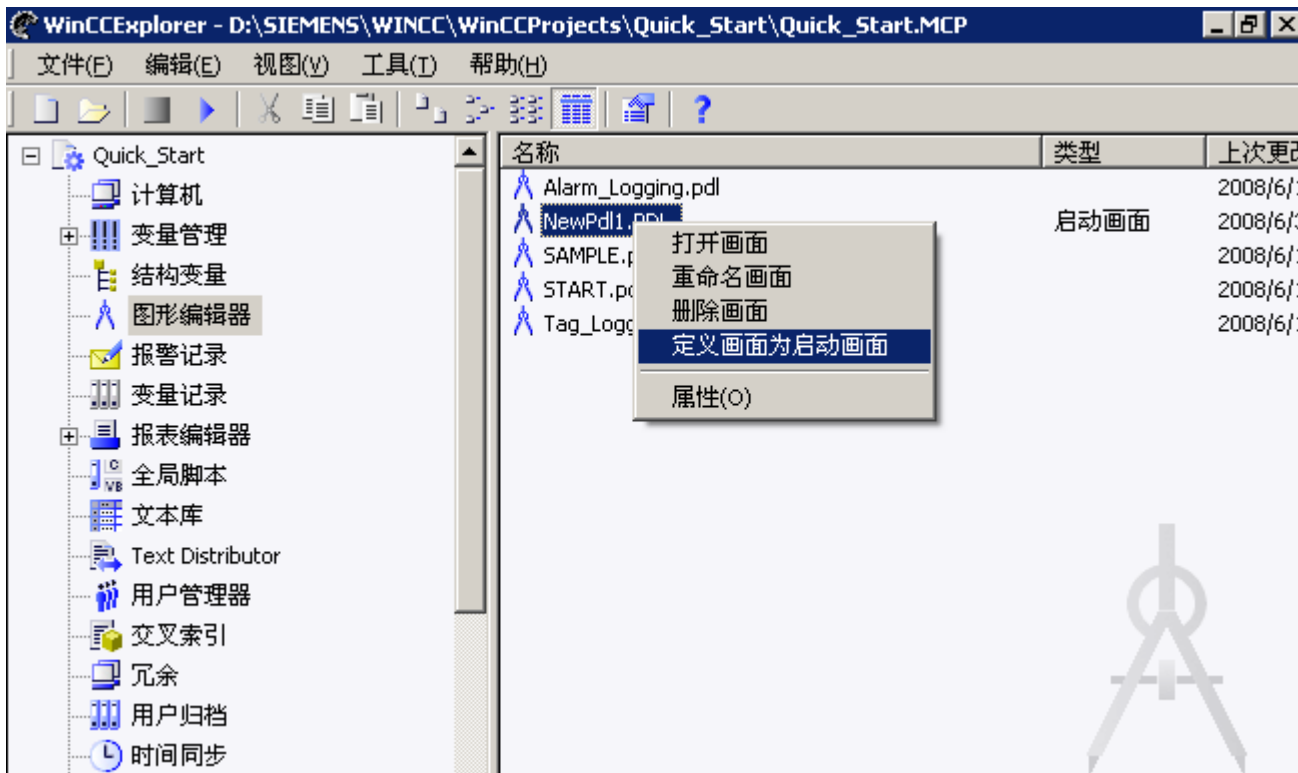 WinCCExplorer - D:\SIEMENS\WINCC\WinCCProjects\Quick_Start\Quick_Start.MCP
文件(F) 编辑(E) 视图(V) 工具(T) 帮助(H)
Quick_Start
计算机
变量管理
结构变量
图形编辑器
报警记录
变量记录
报表编辑器
全局脚本
文本库
Text Distributor
用户管理器
交叉索引
冗余
用户归档
时间同步
名称 类型 上次更
Alarm_Logging.pdl 2008/6/
NewPdl1.PDL 启动画面 2008/6/
SAMPLE. 2008/6/
START. 2008/6/
Tag_Logg 2008/6/
打开画面
重命名画面
删除画面
定义画面为启动画面
属性(O)